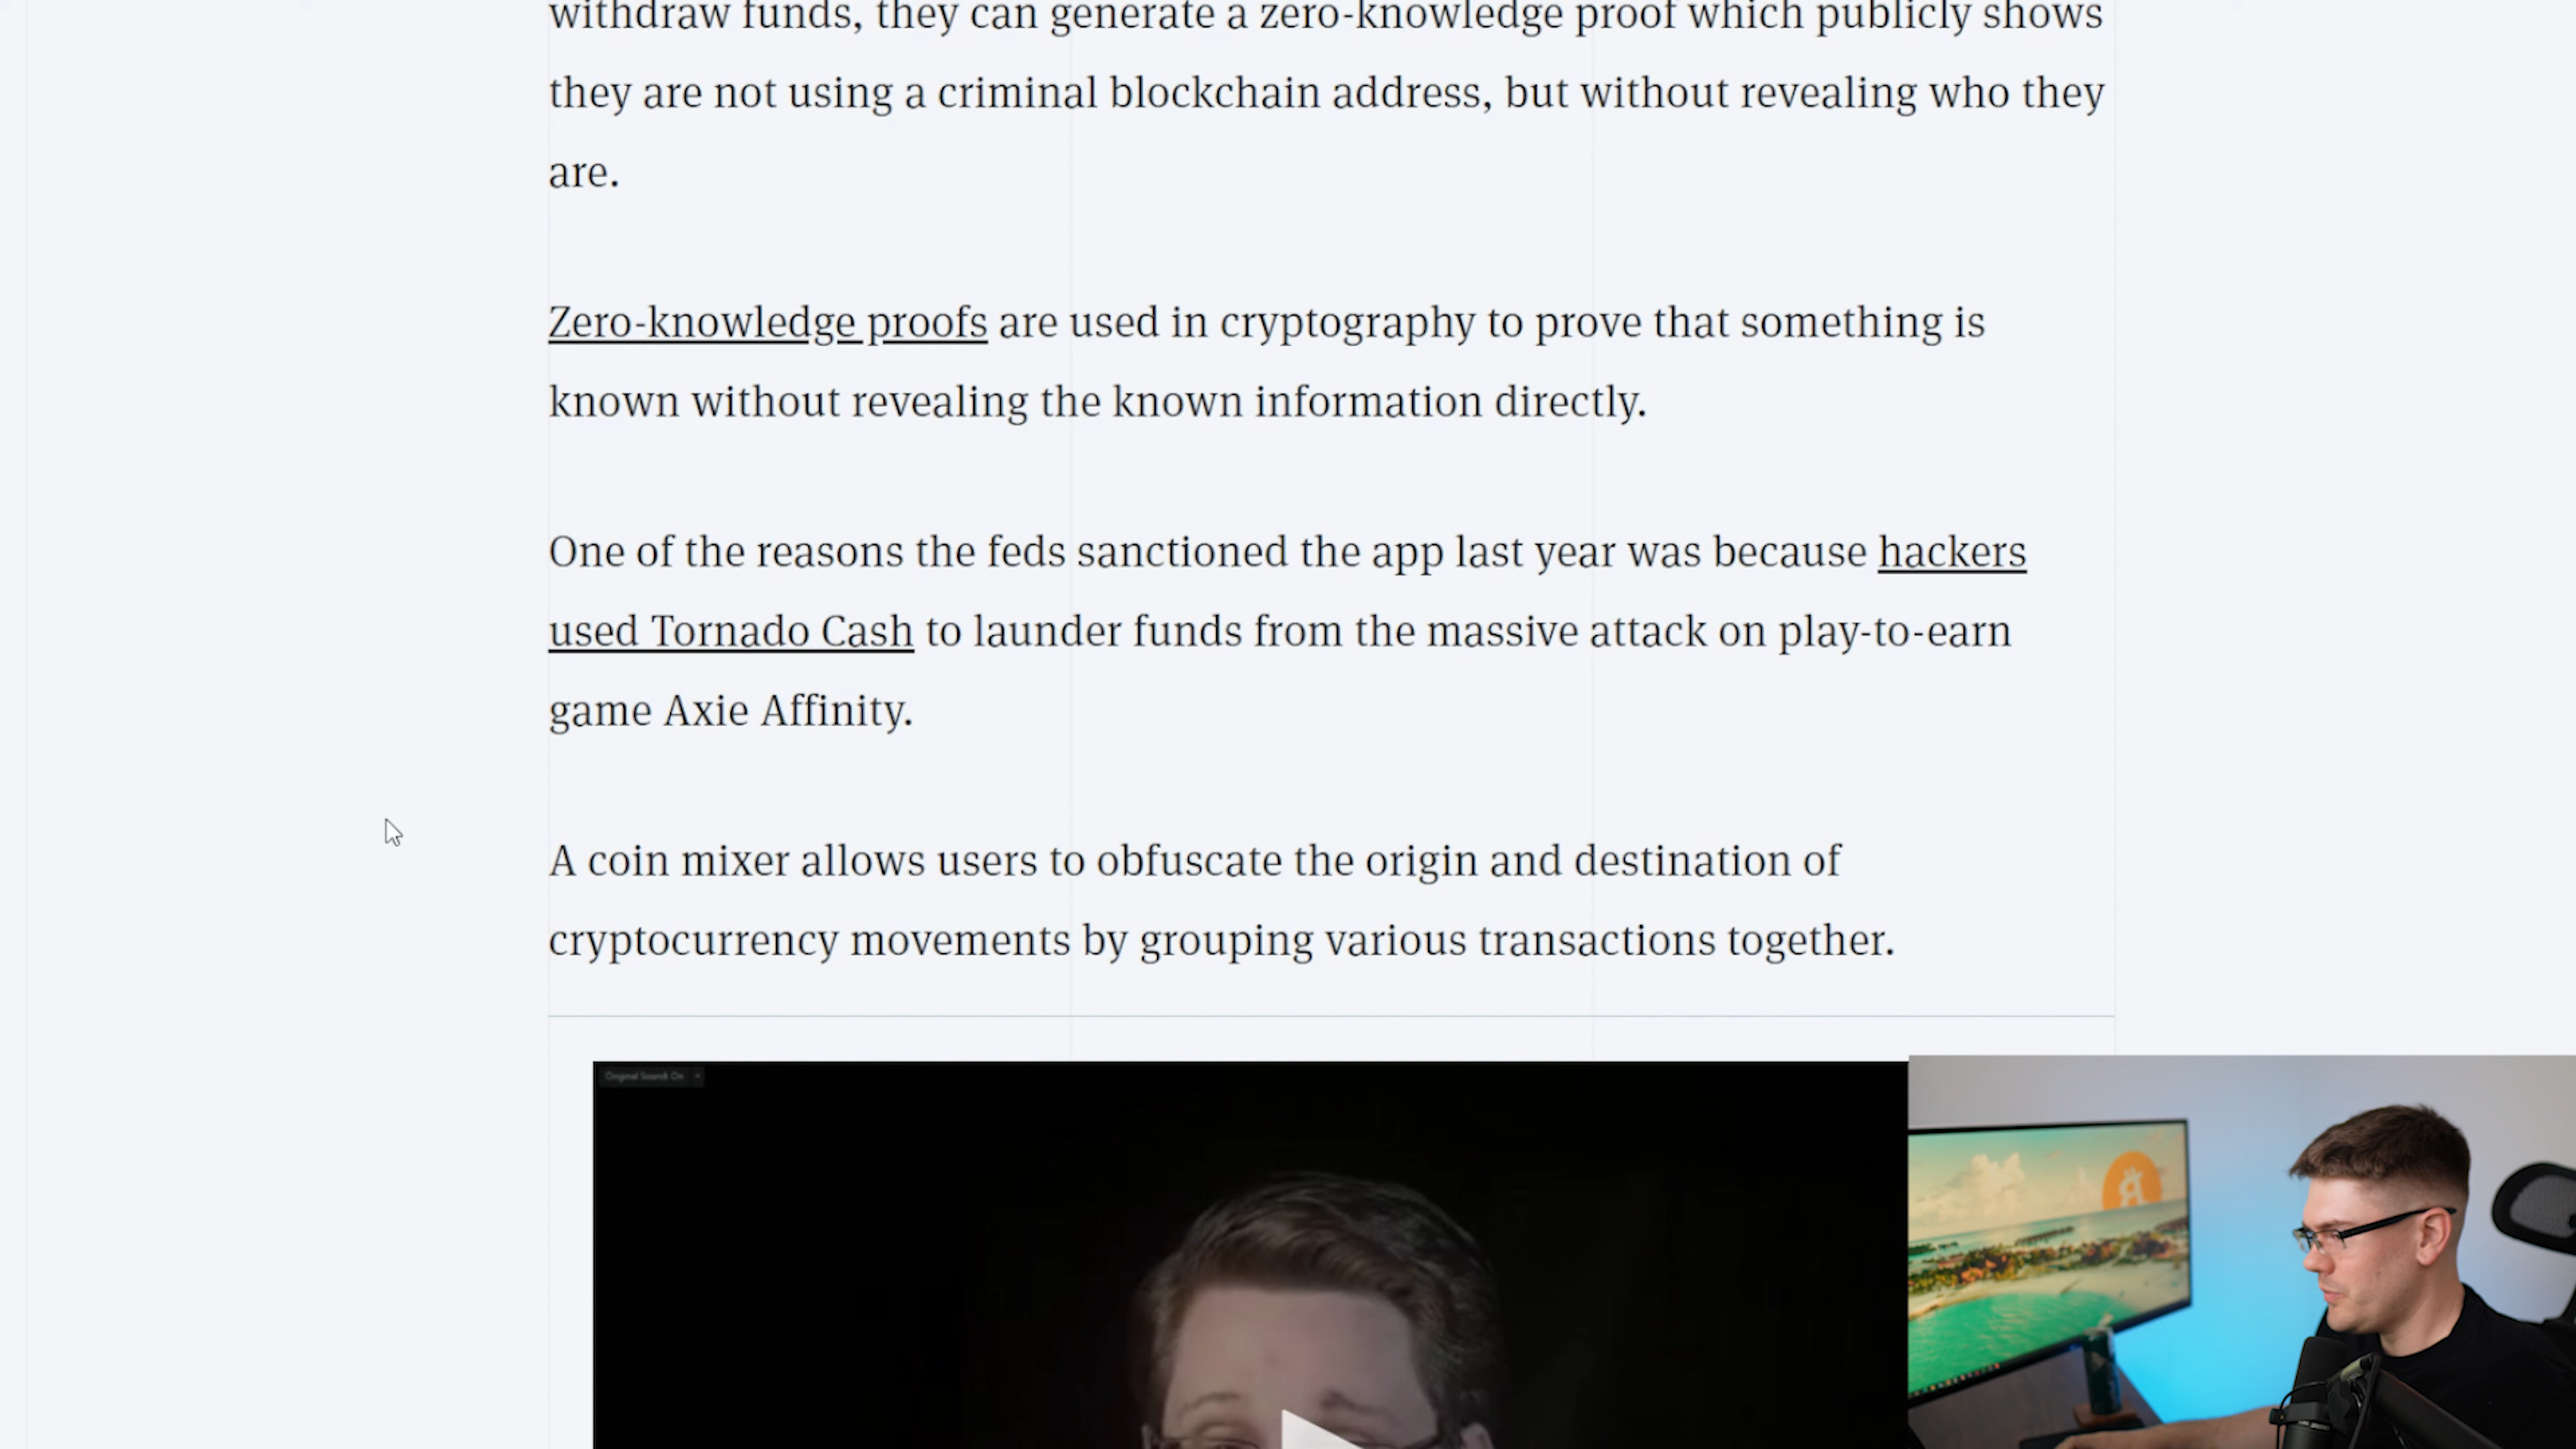 withdraw funds, they can generate a zero-knowledge proof which publicly shows
they are not using a criminal blockchain address, but without revealing who they
are.
Zero-knowledge proofs are used in cryptography to prove that something is
known without revealing the known information directly.
One of the reasons the feds sanctioned the app last year was because hackers
used Tornado Cash to launder funds from the massive attack on play-to-earn
game Axie Affinity.
A coin mixer allows users to obfuscate the origin and destination of
cryptocurrency movements by grouping various transactions together.
Original Sound: On